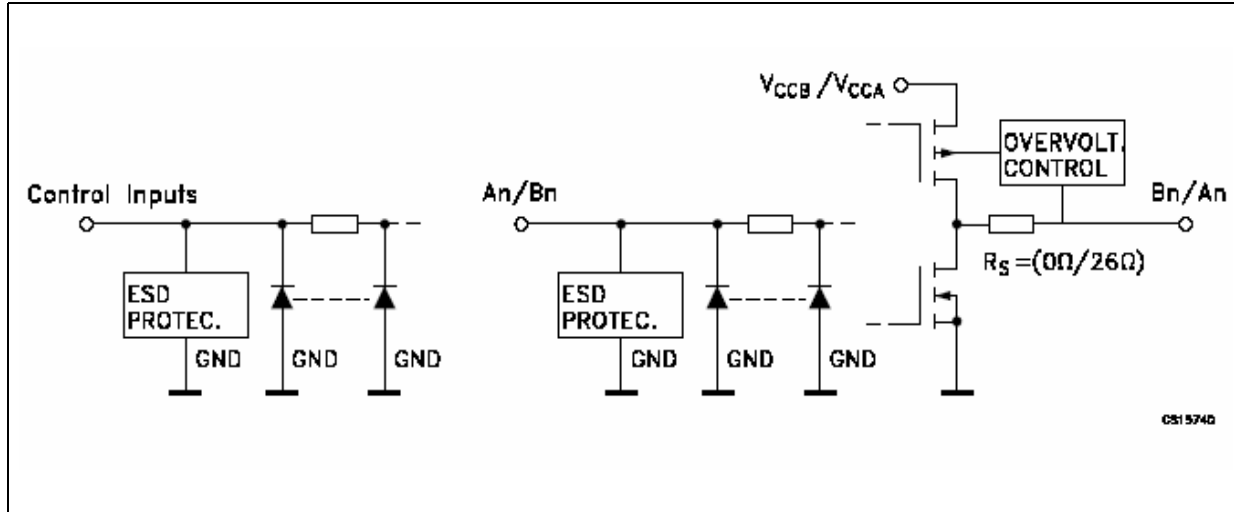 Control Inputs
ESD
PROTEC.
GND
GND
GND
An/Bn
ESD
PROTEC.
GND
GND
GND
VCCB/VCCA
OVERVOLT.
CONTROL
Bn/An
RS=(0Ω/26Ω)
CS15740